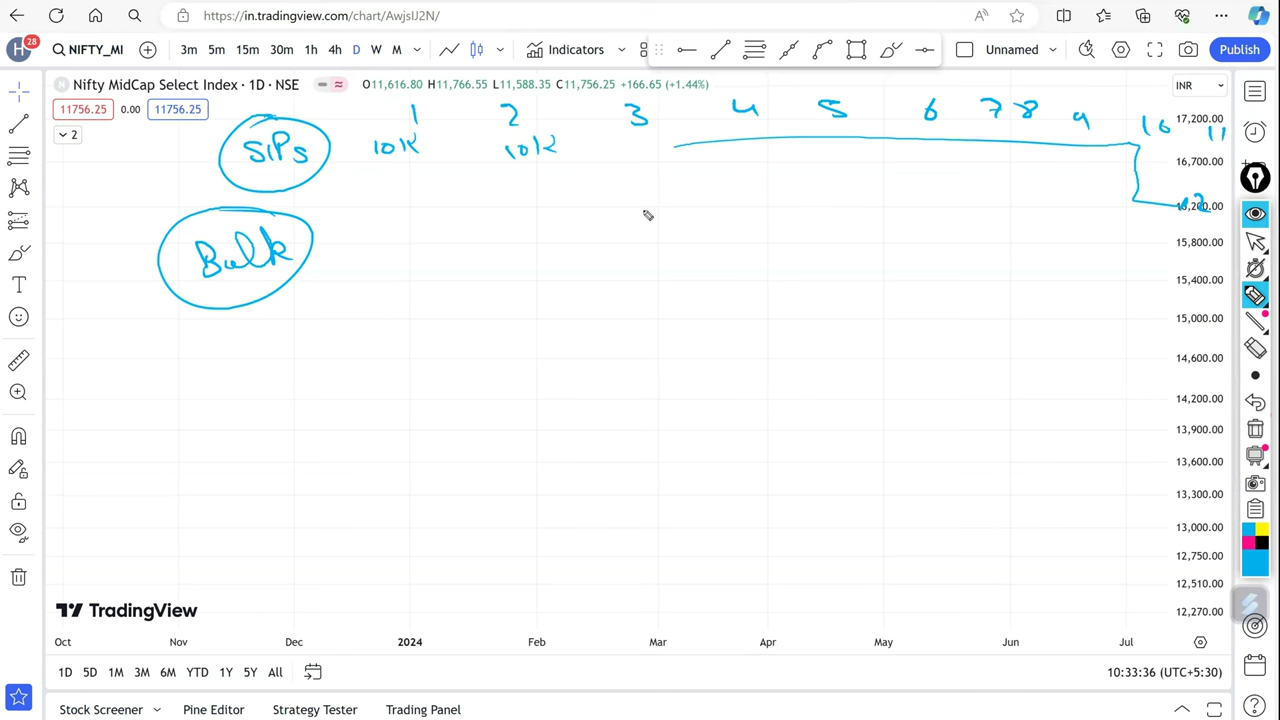 https://in.tradingview.com/chart/AwjsIJ2N/
H 28 NIFTY_MI 3m 5m 15m 30m 1h 4h D W M Indicators Unnamed Publish
Nifty MidCap Select Index · 1D · NSE O11,616.80 H11,766.55 L11,588.35 C11,756.25 +166.65 (+1.44%) INR
11756.25 0.00 11756.25
2
1 2 3 4 5 6 7 8 9 10 11
SIPs 10K 10K
12
Bulk
17,200.00
16,700.00
15,800.00
15,400.00
15,000.00
14,600.00
14,200.00
13,900.00
13,600.00
13,300.00
13,000.00
12,750.00
12,510.00
12,270.00
TradingView
Oct Nov Dec 2024 Feb Mar Apr May Jun Jul
1D 5D 1M 3M 6M YTD 1Y 5Y All 10:33:36 (UTC+5:30)
Stock Screener Pine Editor Strategy Tester Trading Panel